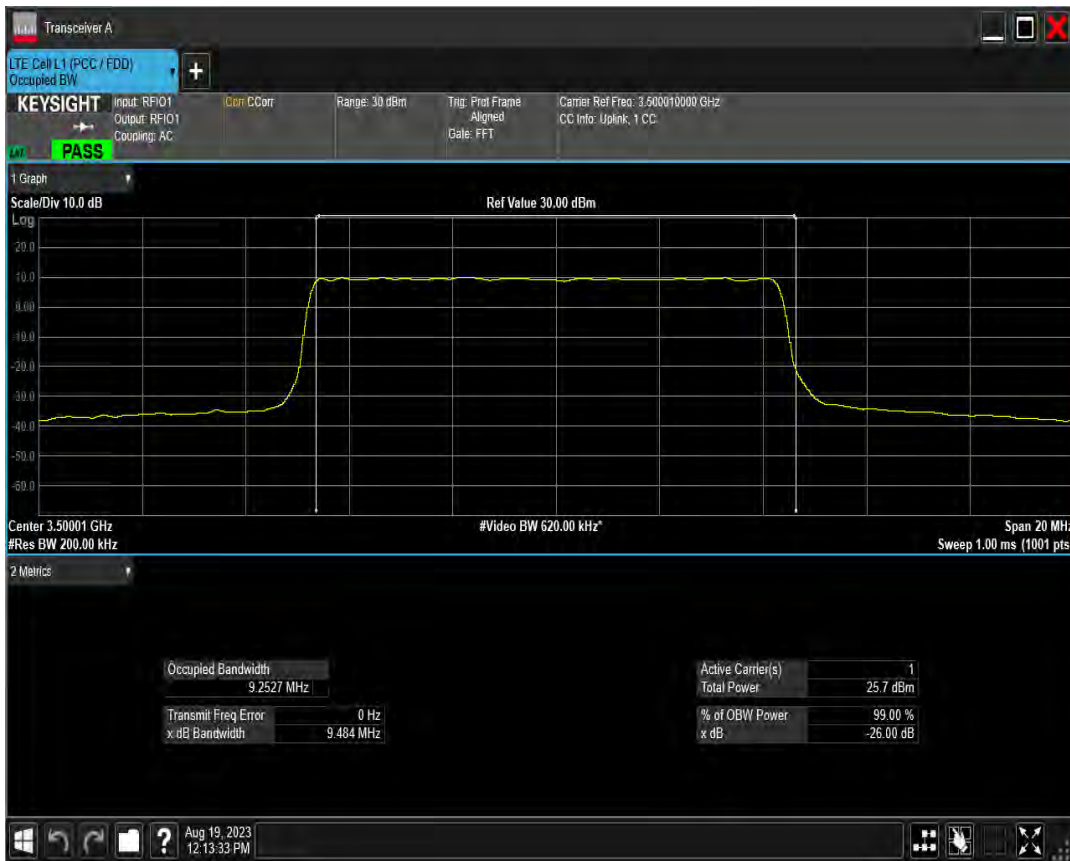 Transceiver A
LTE Cell L1 (PCC / FDD)
Occupied BW
+
KEYSIGHT
Input: RFIO1
Output: RFIO1
Coupling: AC
Corr CCorr
Range: 30 dBm
Trig: Prot Frame
Aligned
Gate: FFT
Carrier Ref Freq: 3.500010000 GHz
CC Info: Uplink, 1 CC
PASS
1 Graph
Scale/Div 10.0 dB
Ref Value 30.00 dBm
Log
20.0
10.0
0.00
-10.0
-20.0
-30.0
-40.0
-50.0
-60.0
Center 3.50001 GHz
#Video BW 620.00 kHz*
Span 20 MHz
#Res BW 200.00 kHz
Sweep 1.00 ms (1001 pts
2 Metrics
Occupied Bandwidth
9.2527 MHz
Transmit Freq Error 0 Hz
x dB Bandwidth 9.484 MHz
Active Carrier(s) 1
Total Power 25.7 dBm
% of OBW Power 99.00 %
x dB -26.00 dB
?
Aug 19, 2023
12:13:33 PM